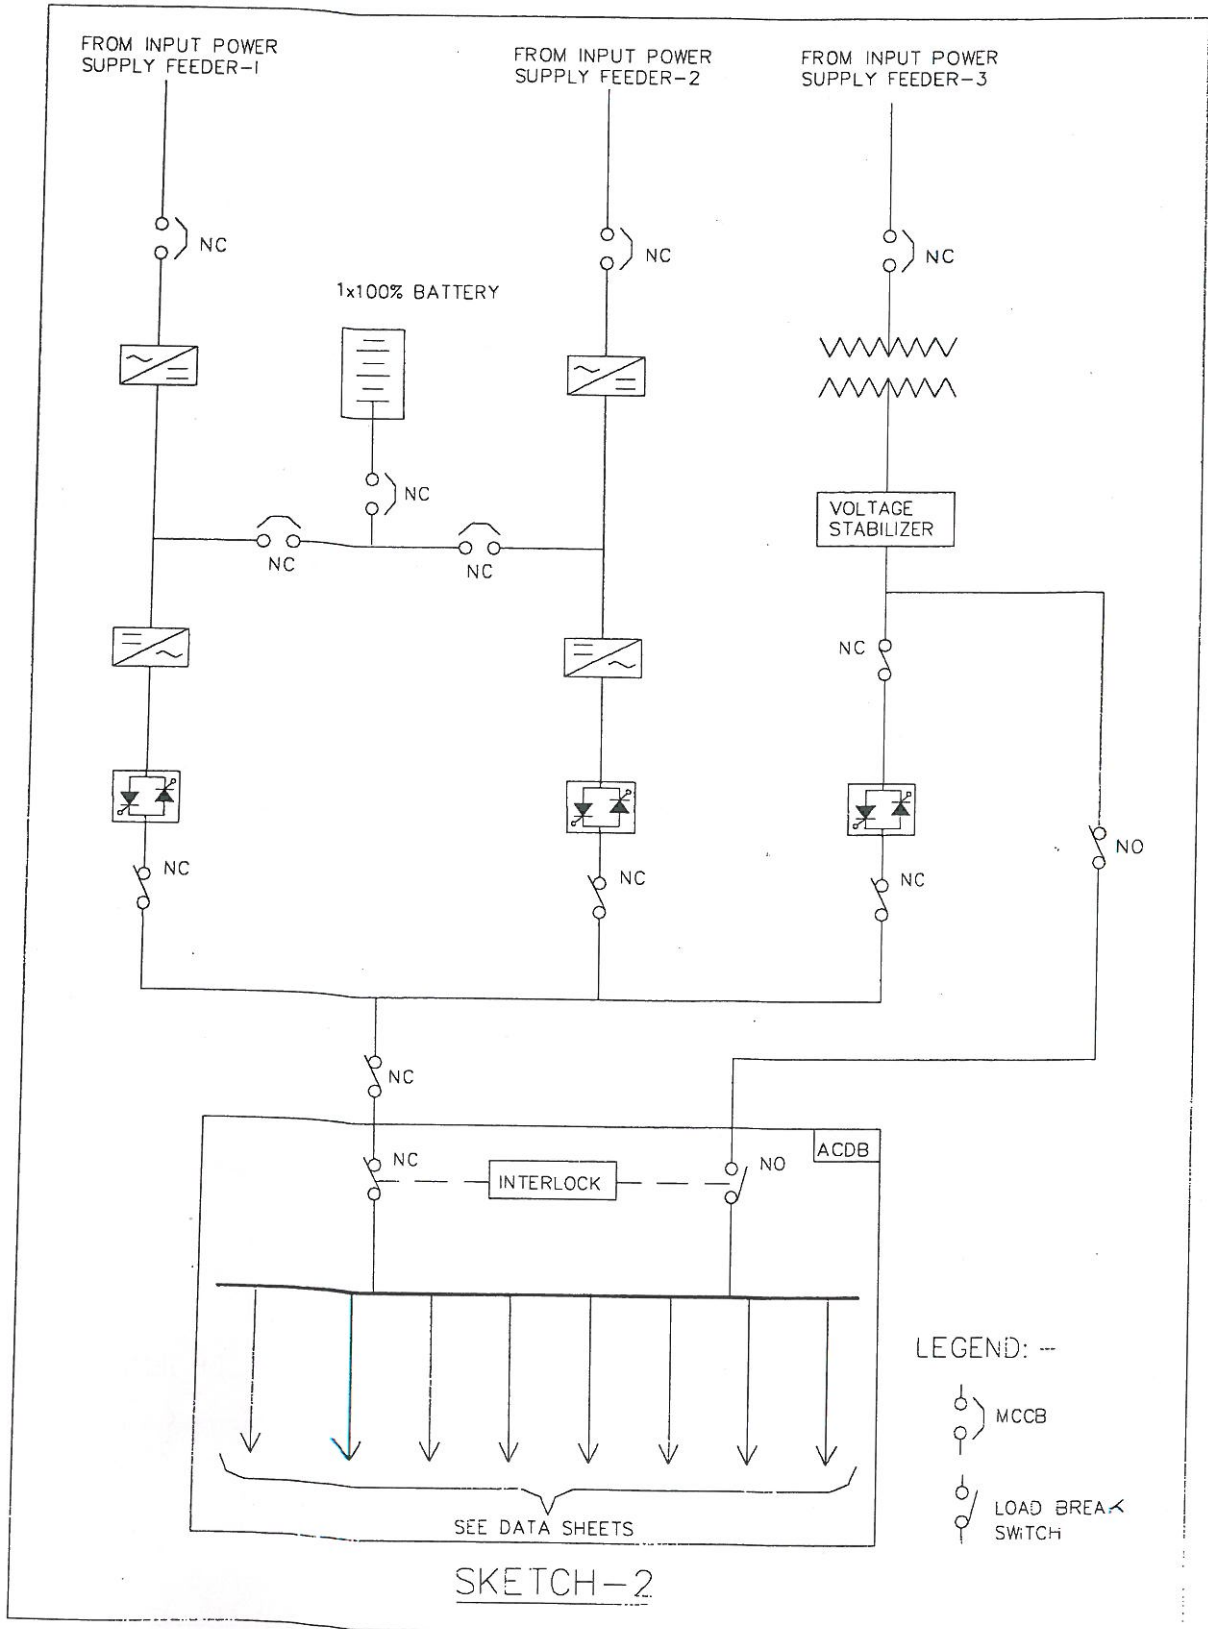 FROM INPUT POWER
SUPPLY FEEDER-1
FROM INPUT POWER
SUPPLY FEEDER-2
FROM INPUT POWER
SUPPLY FEEDER-3
NC
NC
NC
1x100% BATTERY
NC
NC
NC
VOLTAGE
STABILIZER
NC
NC
NC
NC
NO
NC
ACDB
NC
INTERLOCK
NO
SEE DATA SHEETS
LEGEND: --
MCCB
LOAD BREAK
SWITCH
SKETCH-2